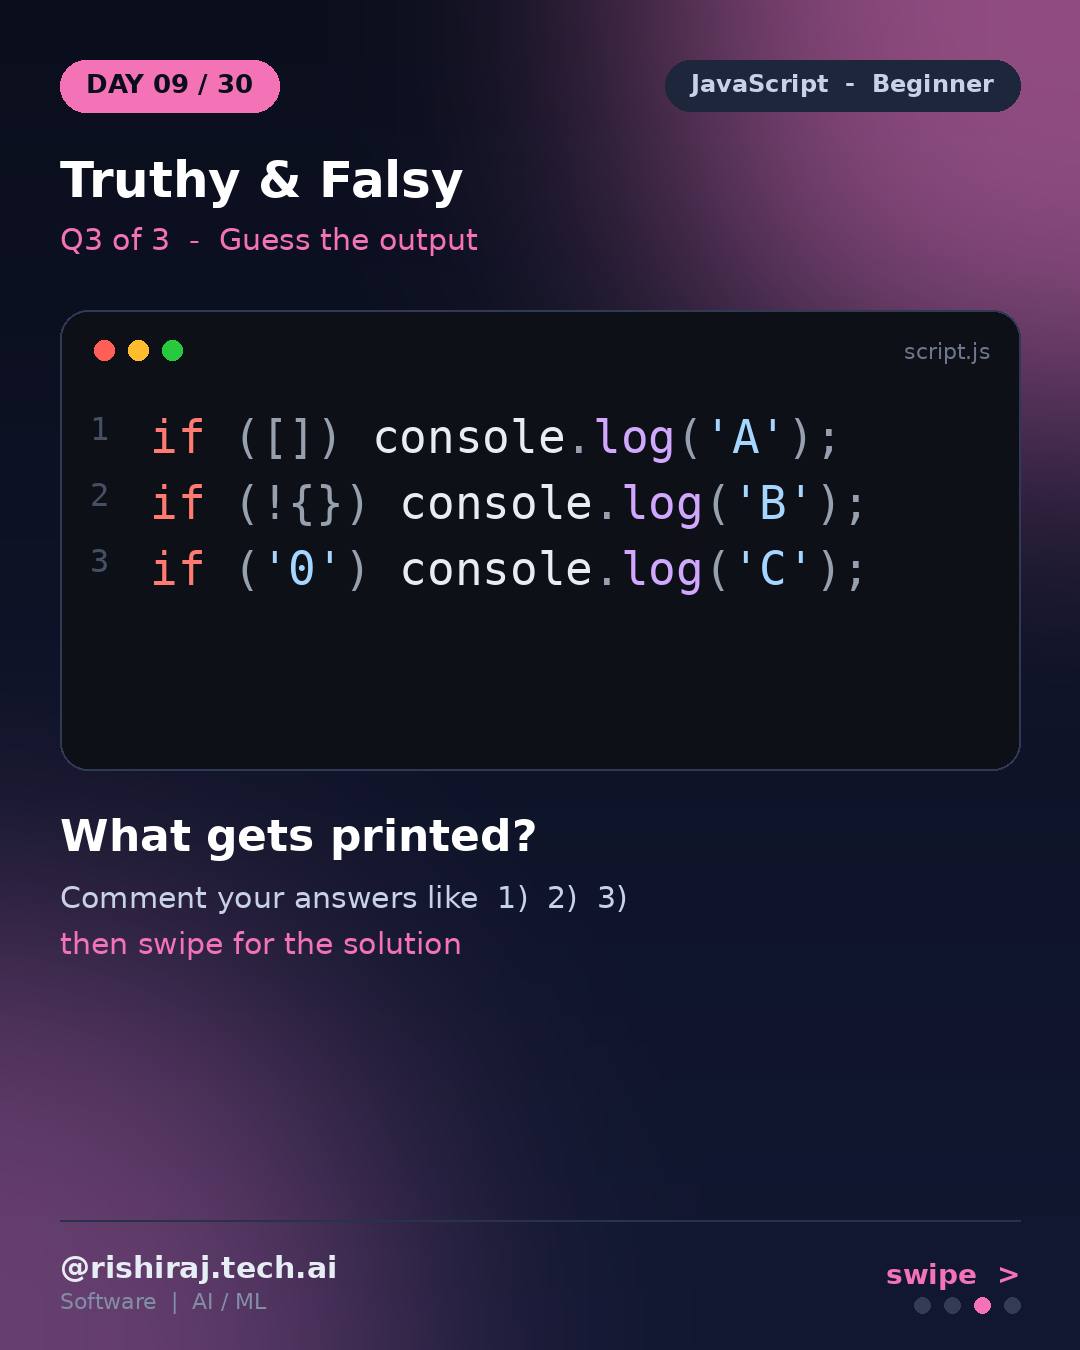 DAY 09 / 30
JavaScript - Beginner
Truthy & Falsy
Q3 of 3 - Guess the output
script.js
1 if ([]) console.log('A');
2 if (!{}) console.log('B');
3 if ('0') console.log('C');
What gets printed?
Comment your answers like 1) 2) 3)
then swipe for the solution
@rishiraj.tech.ai
Software | AI / ML
swipe >